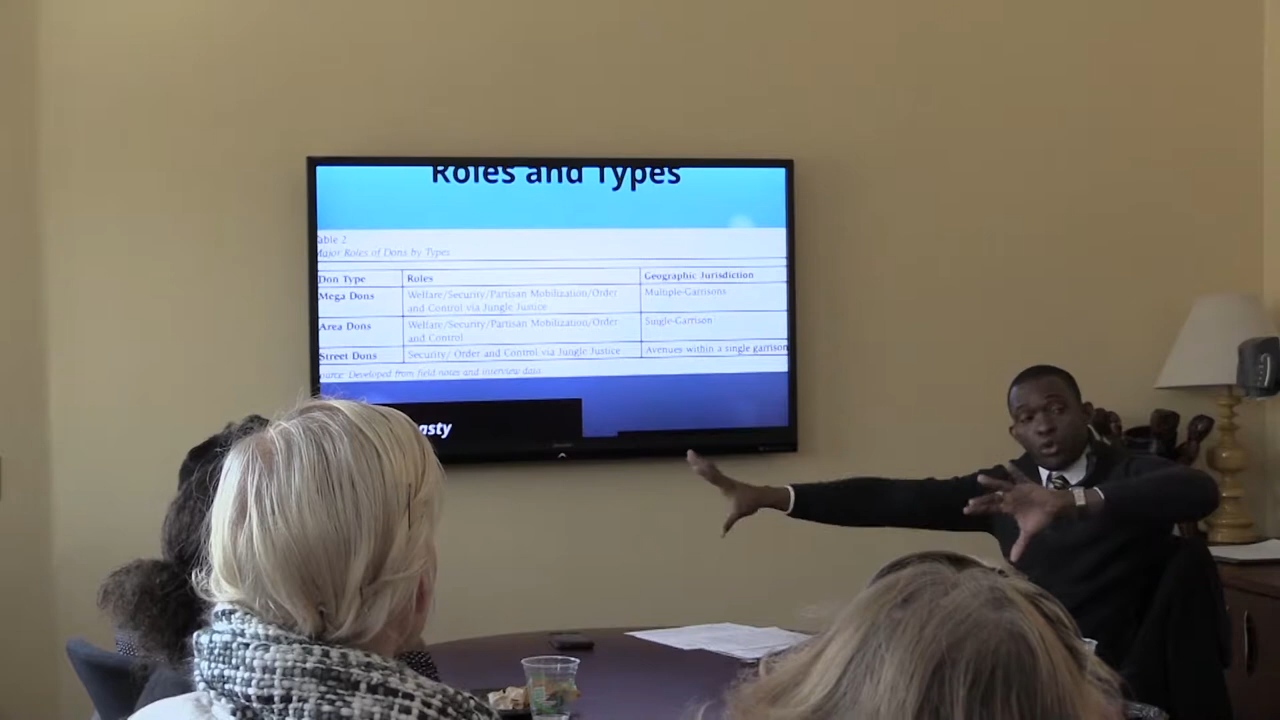 Roles and Types
able 2
Major Roles of Dons by Types
Don Type Roles Geographic Jurisdiction
Mega Dons Welfare/Security/Partisan Mobilization/Order Multiple-Garrisons
and Control via Jungle Justice
Area Dons Welfare/Security/Partisan Mobilization/Order Single-Garrison
and Control
Street Dons Security/ Order and Control via Jungle Justice Avenues within a single garrison
ource: Developed from field notes and interview data.
asty